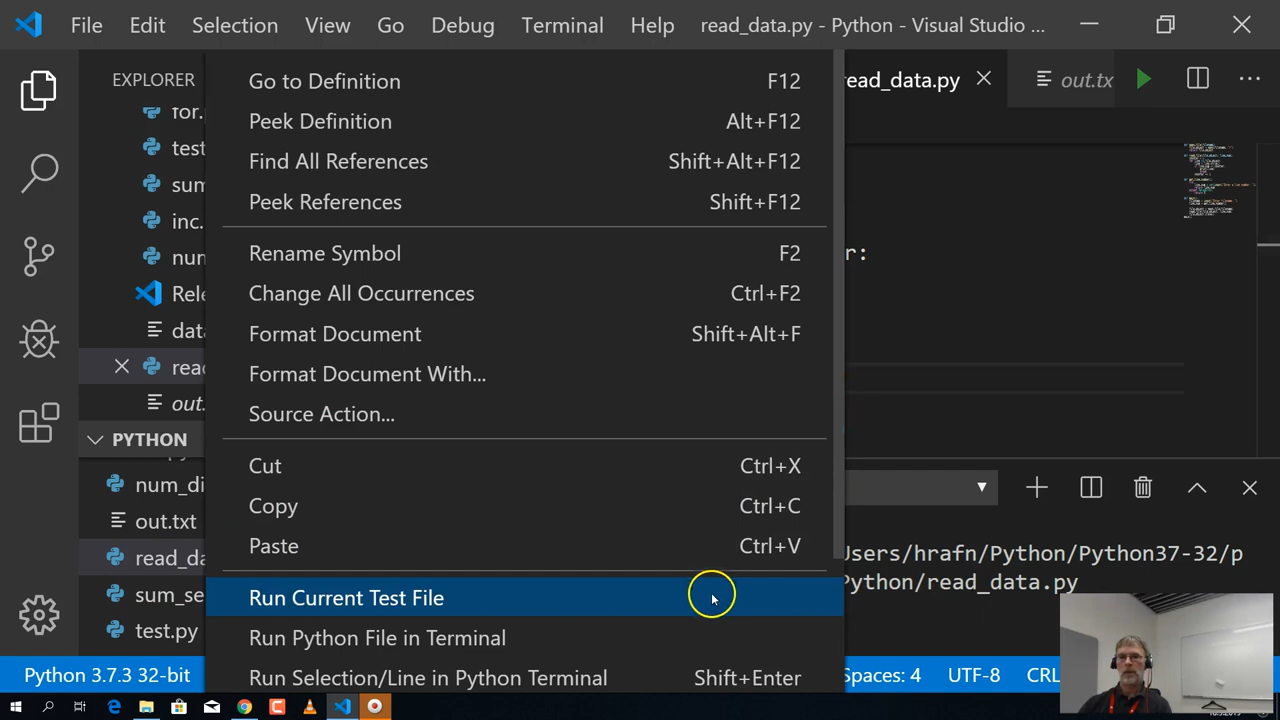 File Edit Selection View Go Debug Terminal Help read_data.py - Python - Visual Studio ...
EXPLORER
for.
test
sum
inc.
num
Rele
data
read
out.
PYTHON
num_di
out.txt
read_da
sum_se
test.py
Go to Definition F12
Peek Definition Alt+F12
Find All References Shift+Alt+F12
Peek References Shift+F12
Rename Symbol F2
Change All Occurrences Ctrl+F2
Format Document Shift+Alt+F
Format Document With...
Source Action...
Cut Ctrl+X
Copy Ctrl+C
Paste Ctrl+V
Run Current Test File
Run Python File in Terminal
Run Selection/Line in Python Terminal Shift+Enter
ead_data.py
out.tx
r:
Users/hrafn/Python/Python37-32/p
Python/read_data.py
Python 3.7.3 32-bit Spaces: 4 UTF-8 CRL